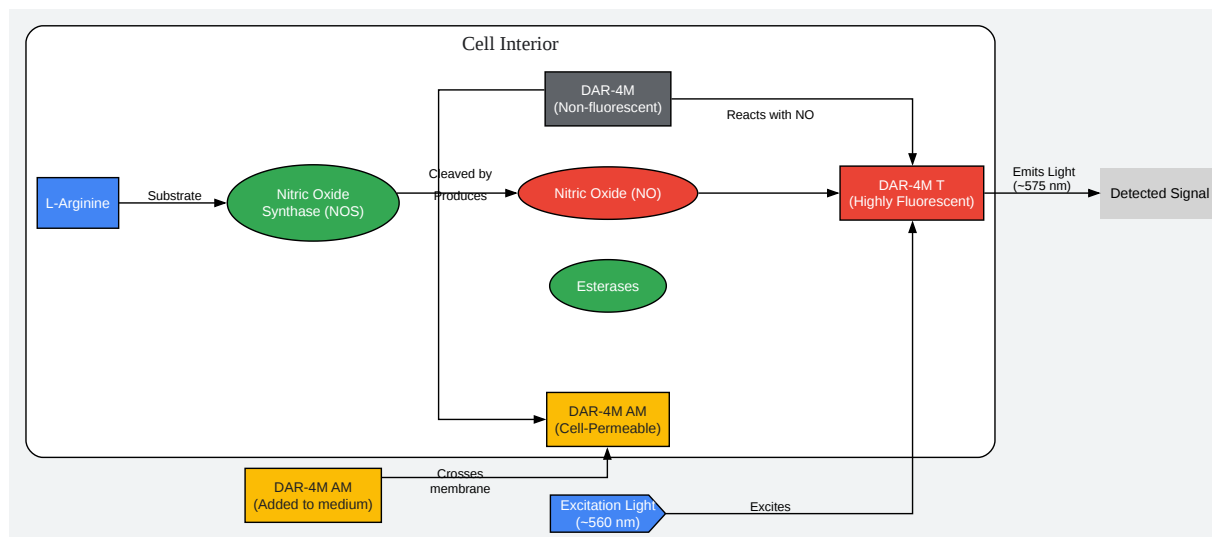 Cell Interior
DAR-4M
(Non-fluorescent)
Reacts with NO
Cleaved by
L-Arginine
Substrate
Nitric Oxide
Synthase (NOS)
Produces
Nitric Oxide (NO)
DAR-4M T
(Highly Fluorescent)
Emits Light
(~575 nm)
Detected Signal
Esterases
DAR-4M AM
(Cell-Permeable)
DAR-4M AM
(Added to medium)
Crosses
membrane
Excitation Light
(~560 nm)
Excites